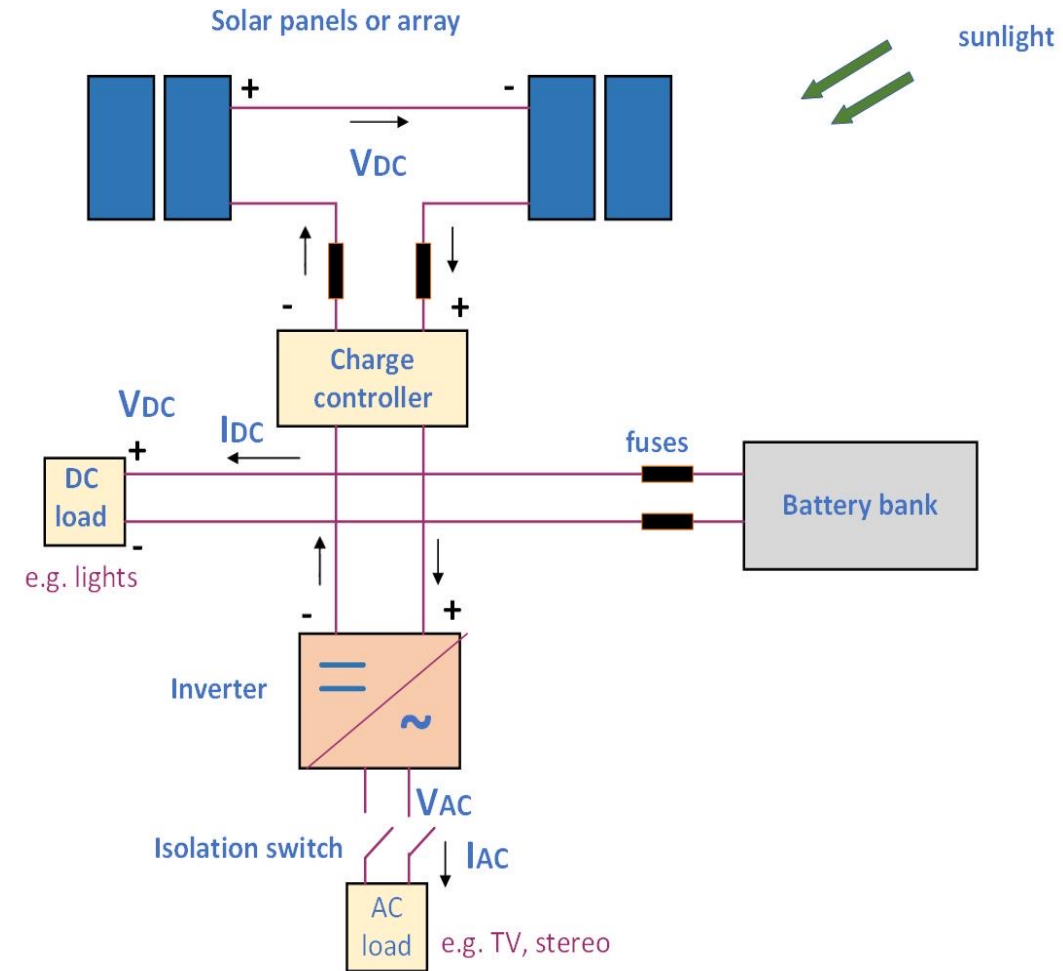 Solar panels or array
sunlight
+
-
VDC
-
+
Charge
controller
VDC
IDC
+
fuses
DC
load
Battery bank
-
e.g. lights
-
+
Inverter
~
VAC
Isolation switch
IAC
AC
load
e.g. TV, stereo